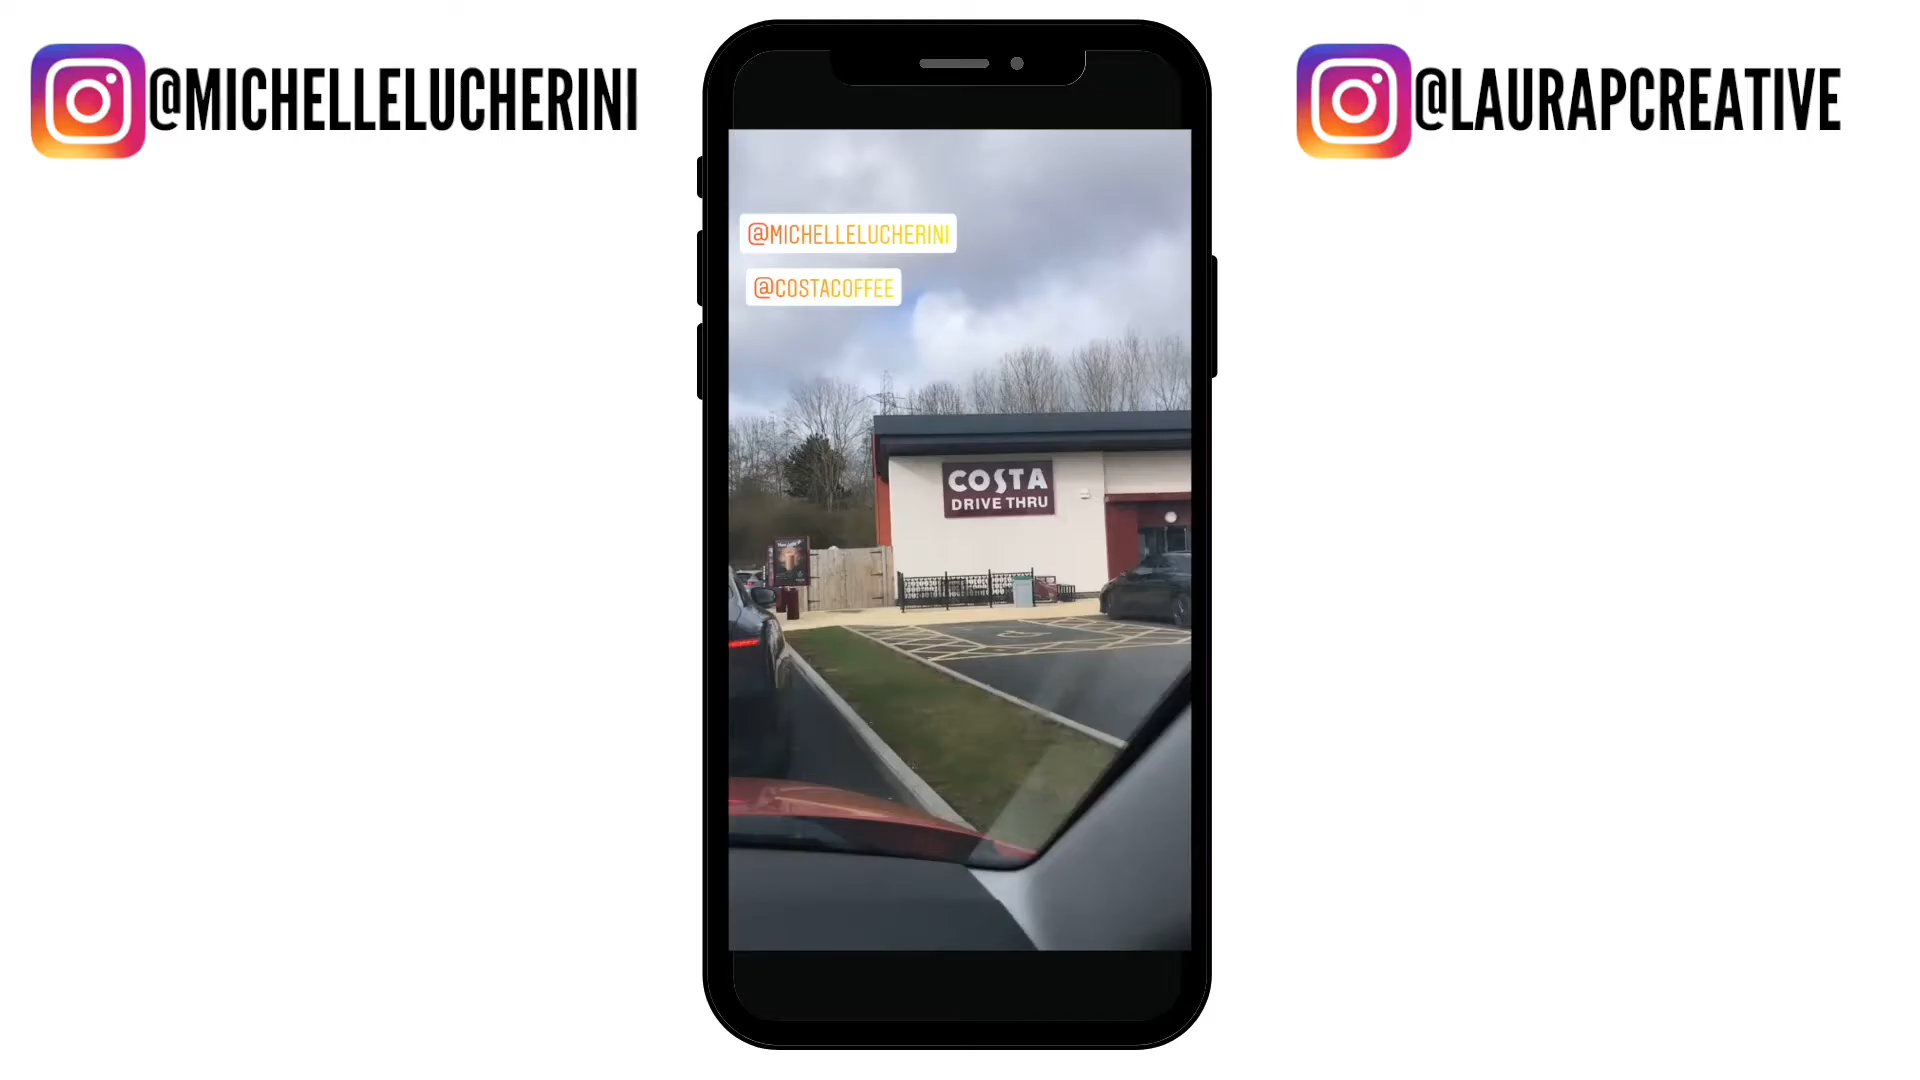 @MICHELLELUCHERINI
@LAURAPCREATIVE
@MICHELLELUCHERINI
@COSTACOFFEE
COSTA
DRIVE THRU